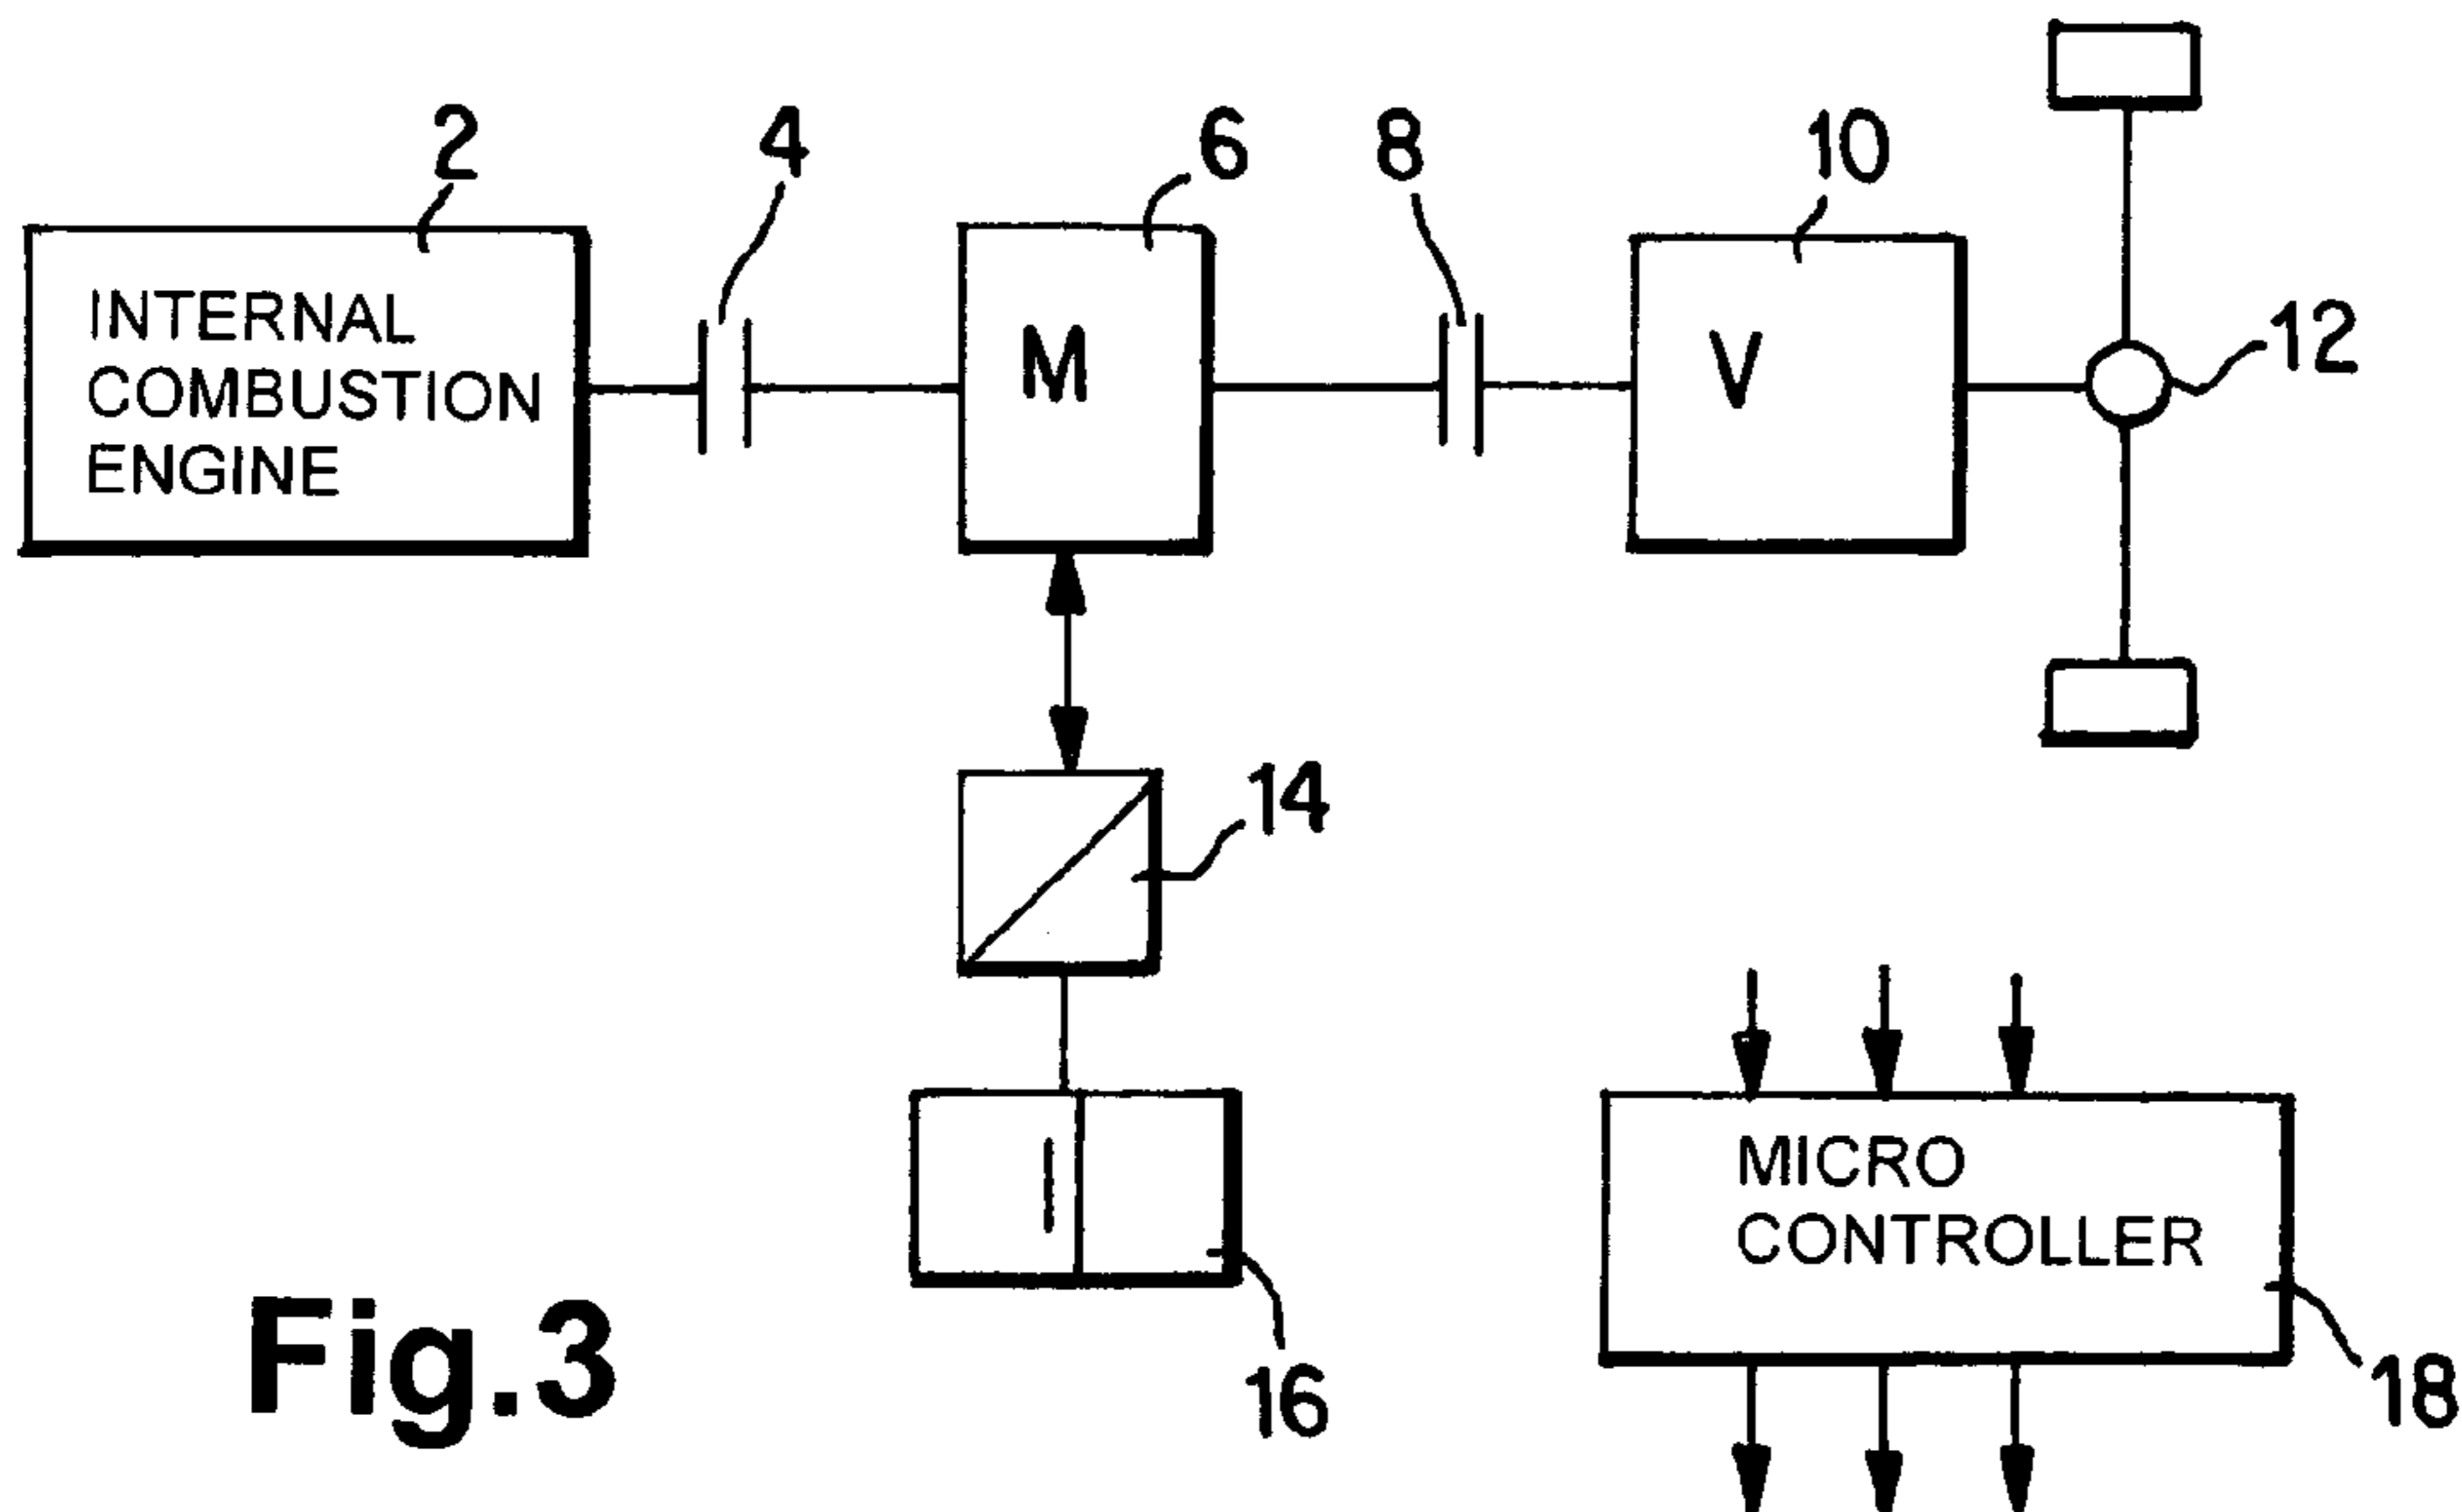 2
4
6
8
10
INTERNAL
COMBUSTION
ENGINE
M
V
12
14
MICRO
CONTROLLER
16
18
Fig.3